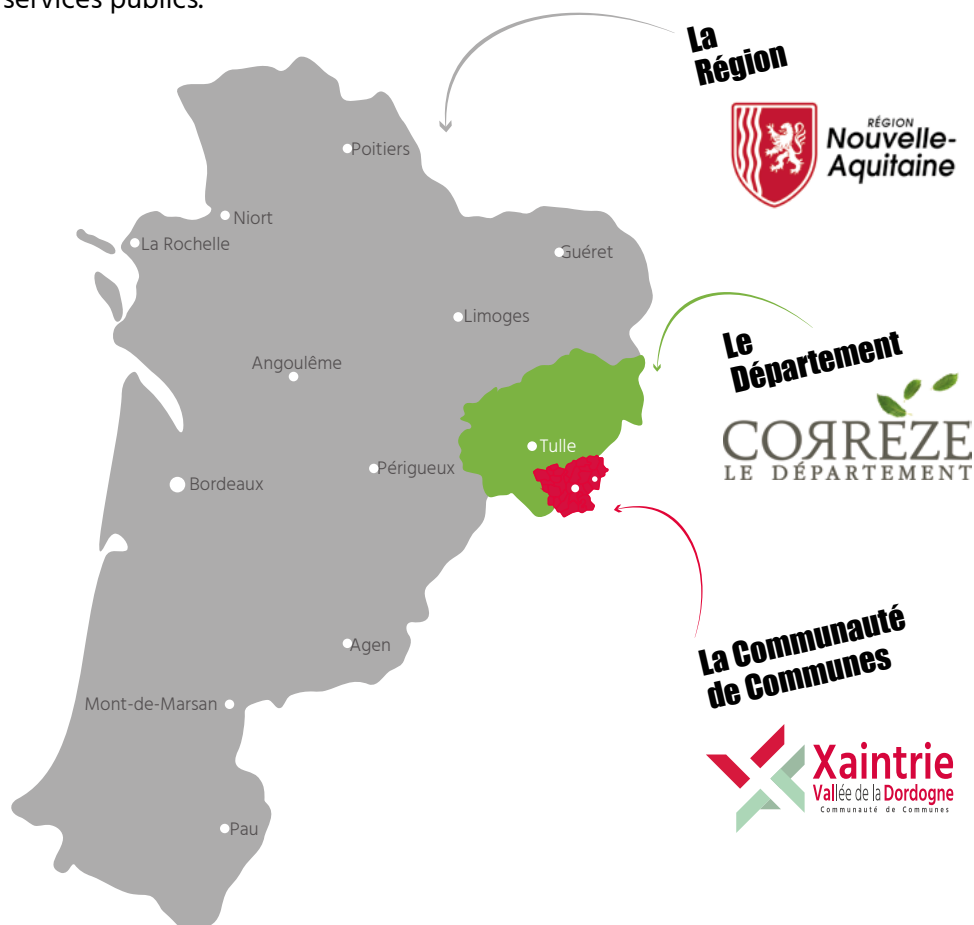 services publics.
La
Région
RÉGION
Nouvelle-
Aquitaine
Poitiers
Niort
La Rochelle
Guéret
Limoges
Angoulême
Le
Département
CORRÈZE
LE DÉPARTEMENT
Tulle
Périgueux
Bordeaux
Agen
La Communauté
de Communes
Mont-de-Marsan
Xaintrie
Vallée de la Dordogne
Communauté de Communes
Pau